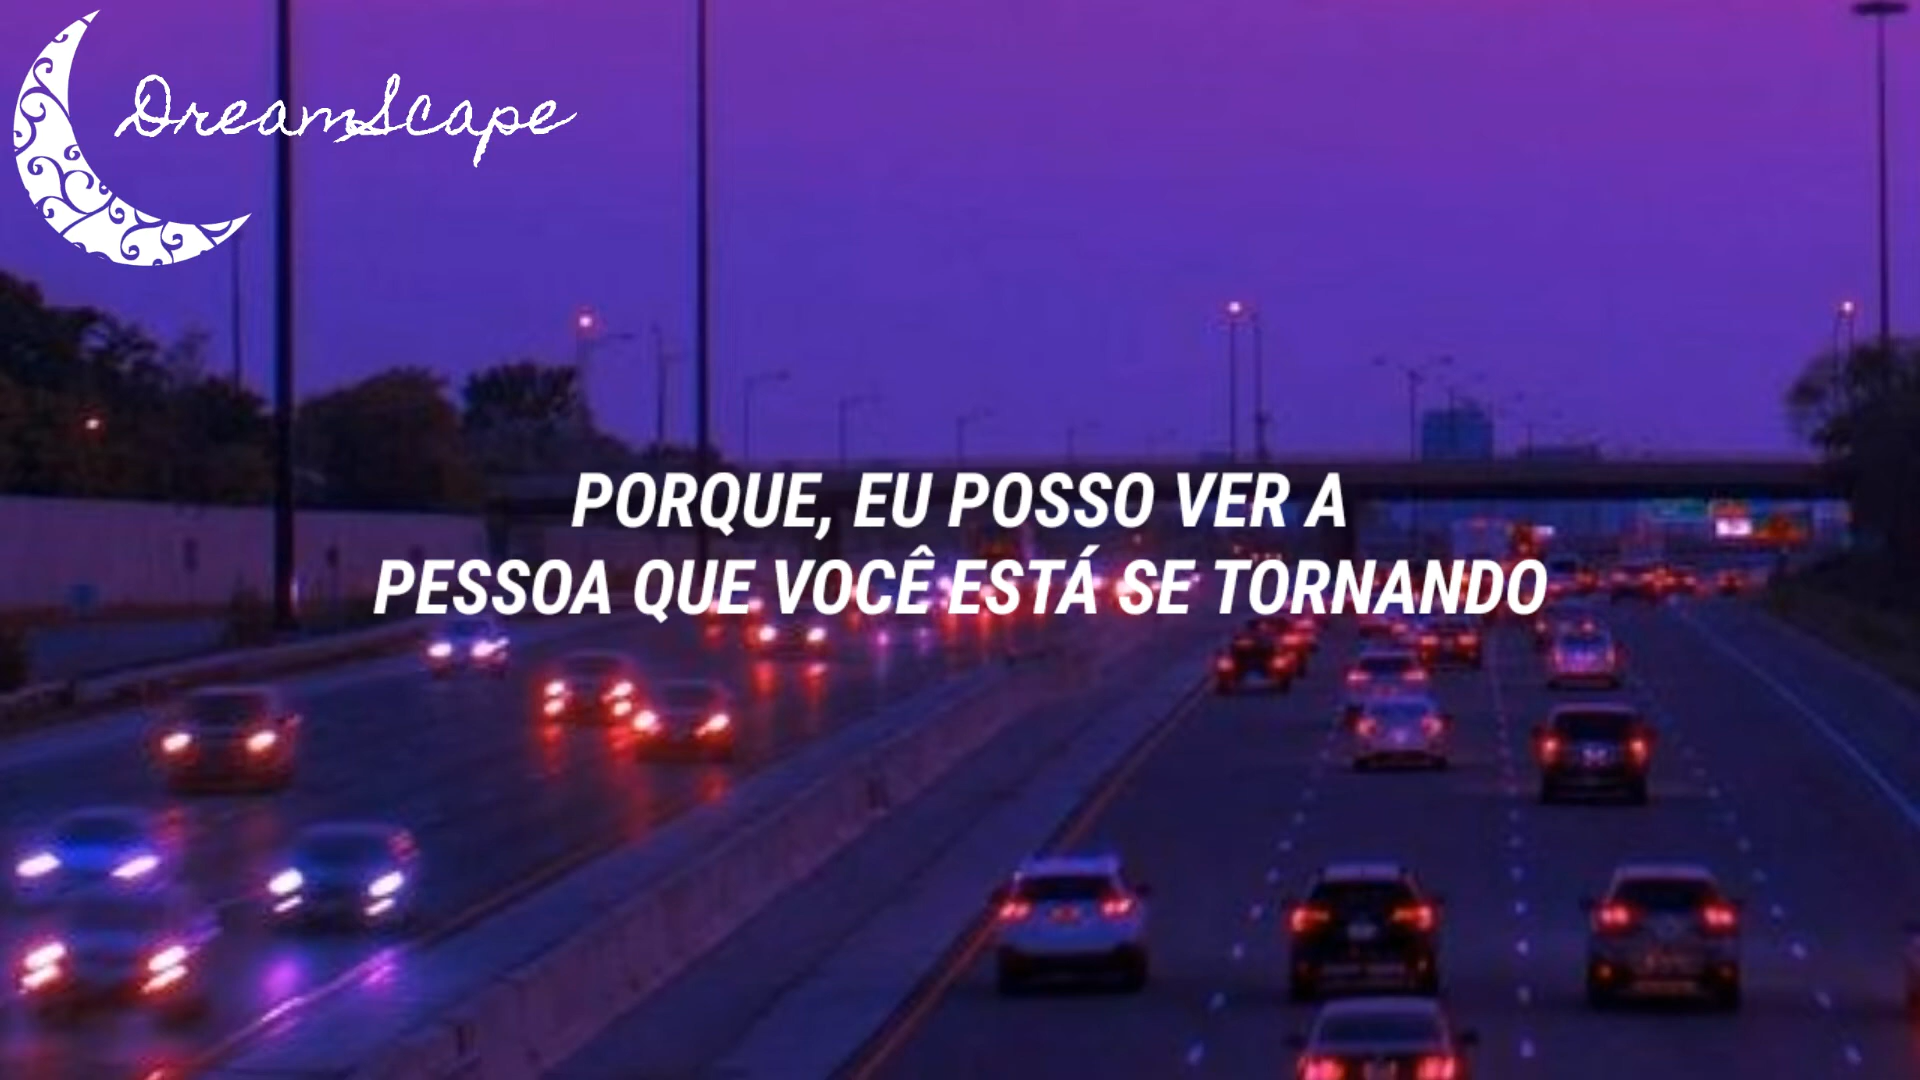 DreamScape
PORQUE, EU POSSO VER A
PESSOA QUE VOCÊ ESTÁ SE TORNANDO